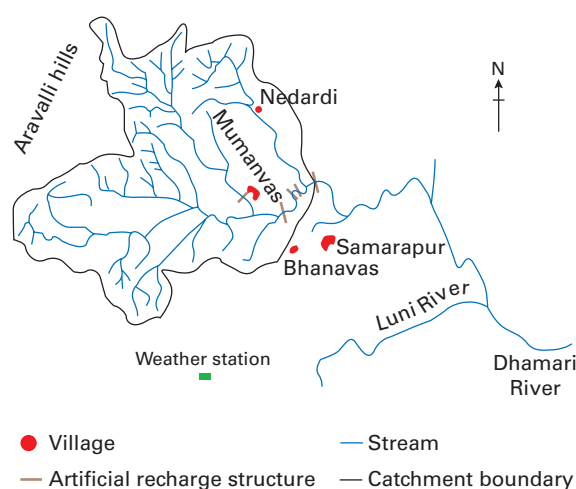 Aravalli hills
N
Nedardi
Mumanvas
Samarapur
Bhanavas
Luni River
Weather station
Dhamari
River
Village
Stream
Artificial recharge structure
Catchment boundary